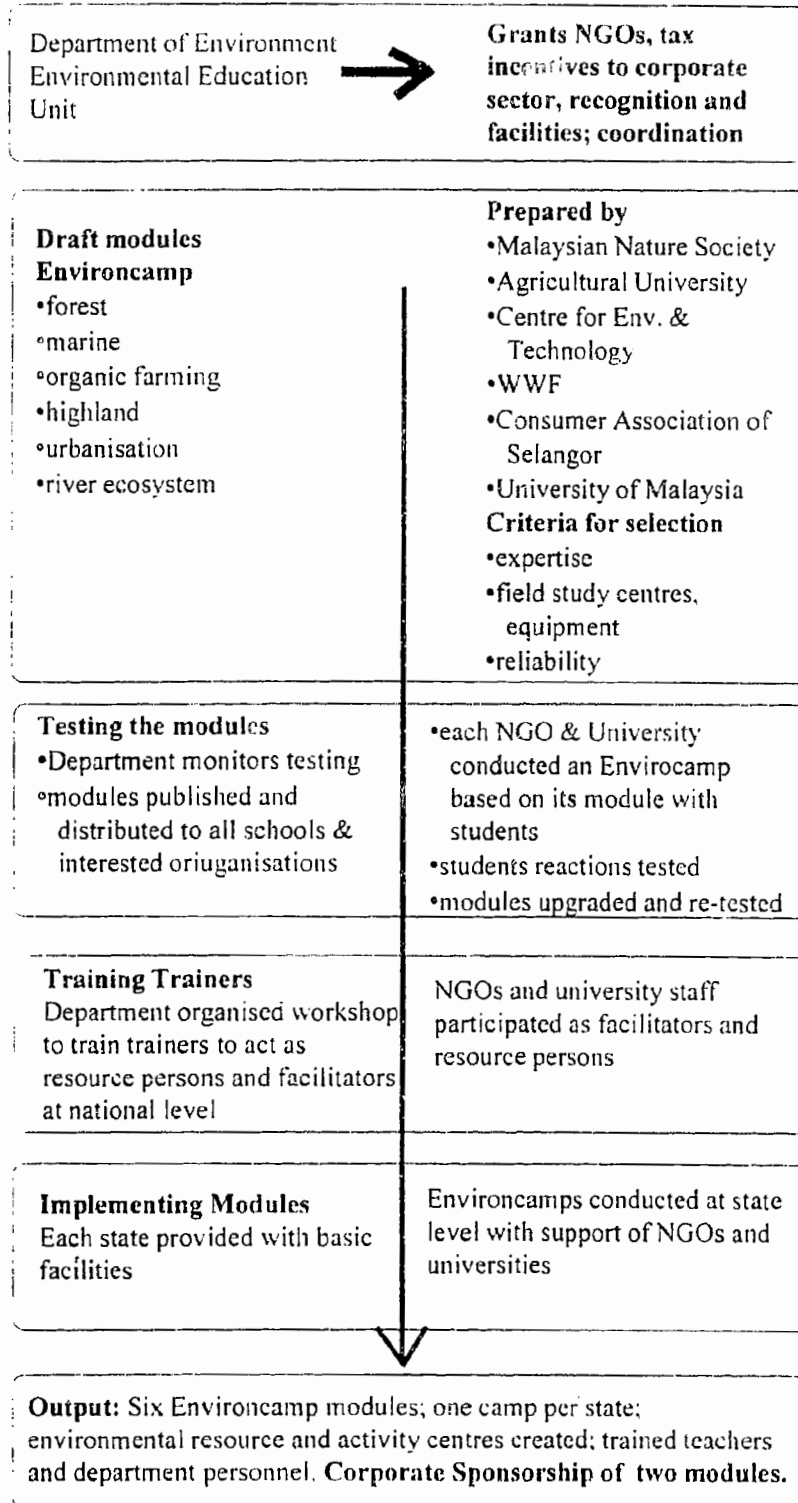 Department of Environment
Environmental Education
Unit
Grants NGOs, tax
incentives to corporate
sector, recognition and
facilities; coordination
Draft modules
Environcamp
•forest
•marine
•organic farming
•highland
•urbanisation
•river ecosystem
Prepared by
•Malaysian Nature Society
•Agricultural University
•Centre for Env. &
Technology
•WWF
•Consumer Association of
Selangor
•University of Malaysia
Criteria for selection
•expertise
•field study centres,
equipment
•reliability
Testing the modules
•Department monitors testing
•modules published and
distributed to all schools &
interested oriuganisations
•each NGO & University
conducted an Envirocamp
based on its module with
students
•students reactions tested
•modules upgraded and re-tested
Training Trainers
Department organised workshop
to train trainers to act as
resource persons and facilitators
at national level
NGOs and university staff
participated as facilitators and
resource persons
Implementing Modules
Each state provided with basic
facilities
Environcamps conducted at state
level with support of NGOs and
universities
Output: Six Environcamp modules; one camp per state;
environmental resource and activity centres created; trained teachers
and department personnel. Corporate Sponsorship of two modules.